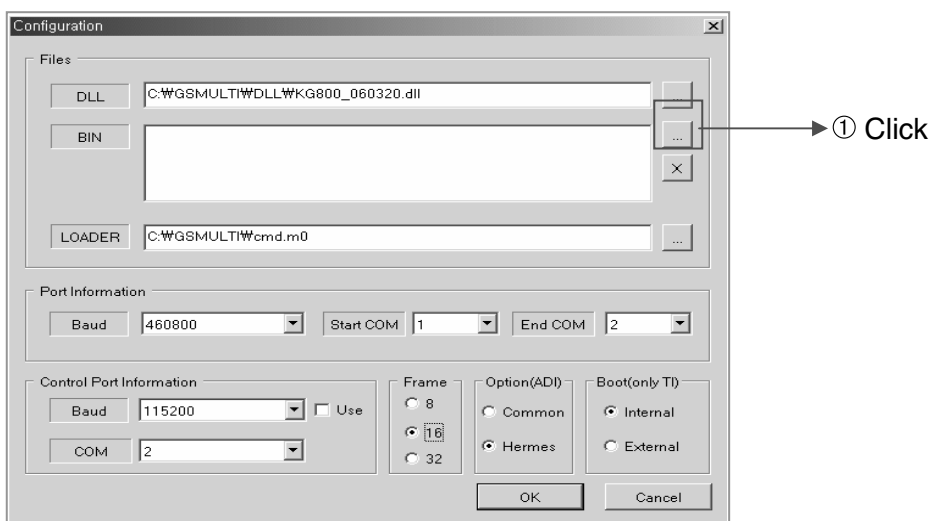 Configuration
Files
DLL
C:₩GSMULTI₩DLL₩KG800_060320.dll
...
BIN
...
① Click
×
LOADER
C:₩GSMULTI₩cmd.m0
...
Port Information
Baud 460800 Start COM 1 End COM 2
Control Port Information
Baud 115200 Use
COM 2
Frame
8
16
32
Option(ADI)
Common
Hermes
Boot(only TI)
Internal
External
OK Cancel